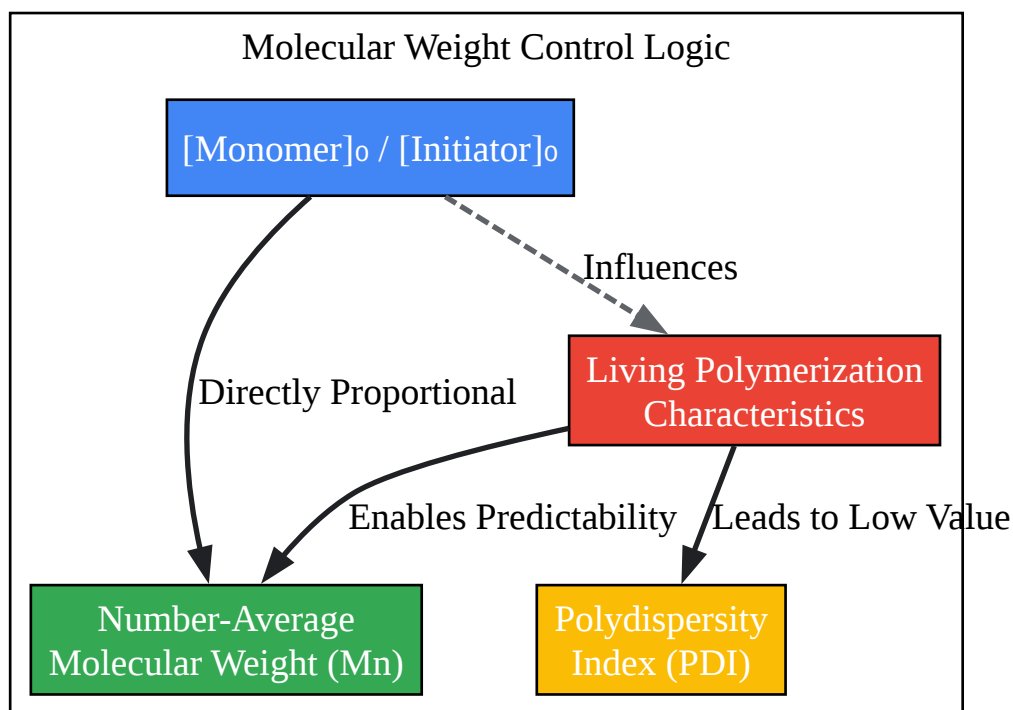 Molecular Weight Control Logic
[Monomer]₀ / [Initiator]₀
Influences
Living Polymerization
Characteristics
Directly Proportional
Enables Predictability
Leads to Low Value
Number-Average
Molecular Weight (Mn)
Polydispersity
Index (PDI)